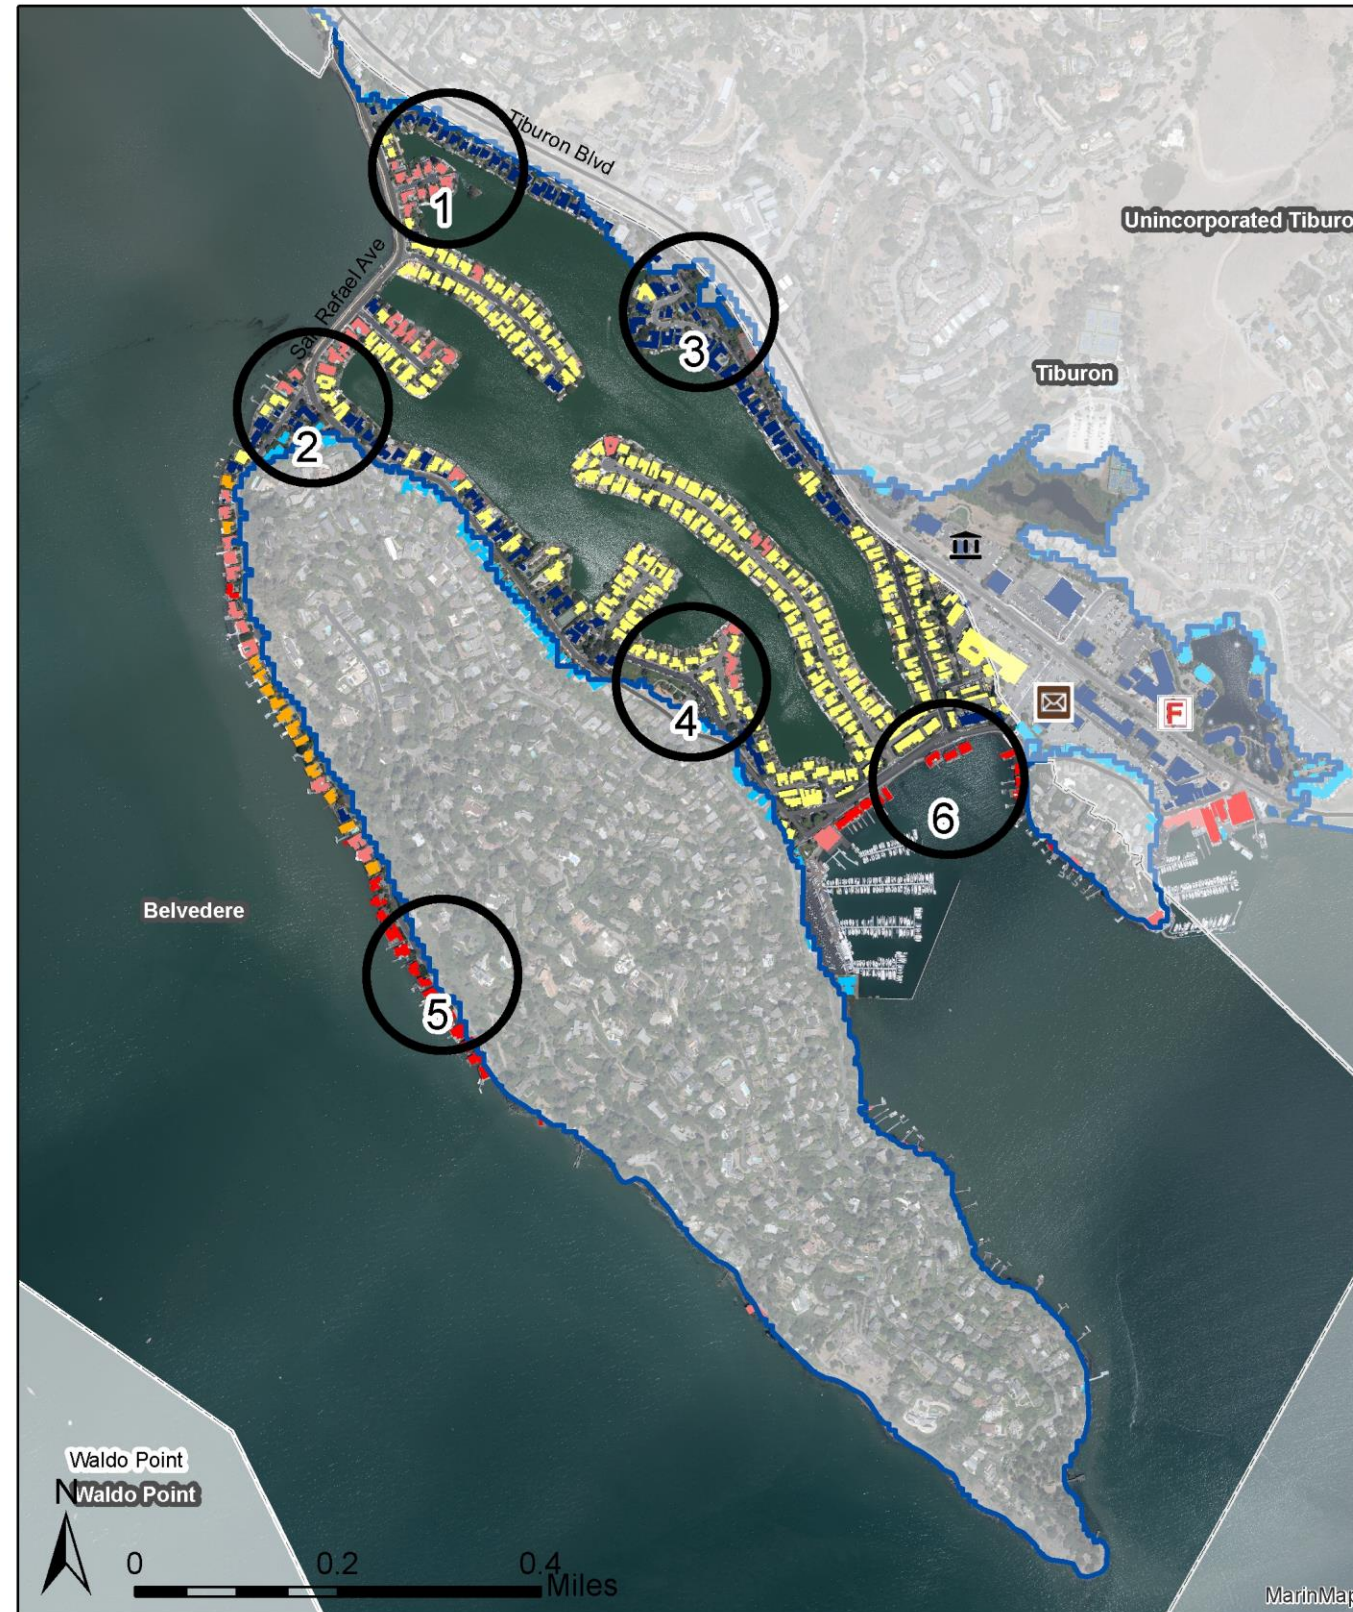 Tiburon Blvd
1
Unincorporated Tiburo
San Rafael Ave
3
Tiburon
2
4
F
6
Belvedere
5
Waldo Point
N
Waldo Point
0 0.2 0.4
Miles
MarinMap